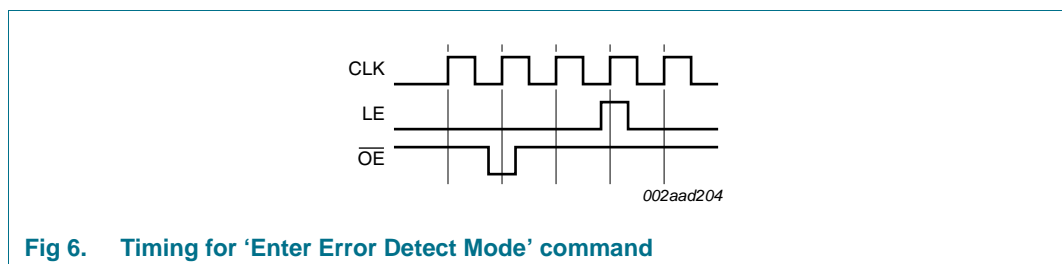 CLK
LE
OE
002aad204
Fig 6. Timing for ‘Enter Error Detect Mode’ command